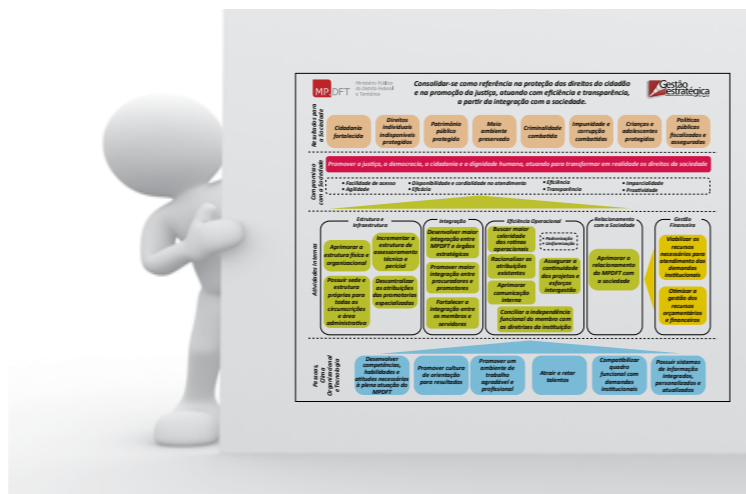 MPDFT
Ministério Público
do Distrito Federal
e Territórios
Consolidar-se como referência na proteção dos direitos do cidadão
e na promoção da justiça, atuando com eficiência e transparência,
a partir da integração com a sociedade.
Gestão
estratégica
Resultados para
a Sociedade
Cidadania
fortalecida
Direitos
individuais
indisponíveis
protegidos
Patrimônio
público
protegido
Meio
ambiente
preservado
Criminalidade
combatida
Impunidade e
corrupção
combatidas
Crianças e
adolescentes
protegidos
Políticas
públicas
fiscalizadas e
asseguradas
Compromisso
com a Sociedade
Promover a justiça, a democracia, a cidadania e a dignidade humana, atuando para transformar em realidade os direitos da sociedade
• Facilidade de acesso
• Agilidade
• Disponibilidade e cordialidade no atendimento
• Eficácia
• Eficiência
• Transparência
• Imparcialidade
• Proatividade
Atividades Internas
Estrutura e
Infraestrutura
Aprimorar a
estrutura física e
organizacional
Incrementar a
estrutura de
assessoramento
técnico e
pericial
Possuir sede e
estrutura
próprias para
todas as
circunscrições
e área
administrativa
Descentralizar
as atribuições
das promotorias
especializadas
Integração
Desenvolver maior
integração entre
MPDFT e órgãos
estratégicos
Promover maior
integração entre
procuradores e
promotores
Fortalecer a
integração entre
os membros e
servidores
Eficiência Operacional
Buscar maior
celeridade
das rotinas
operacionais
• Padronização
• Uniformização
Racionalizar as
atribuições
existentes
Assegurar a
continuidade
dos projetos e
esforços
intergestão
Aprimorar
comunicação
interna
Conciliar a independência
funcional do membro com
as diretrizes da instituição
Relacionamento
com a Sociedade
Aprimorar o
relacionamento
do MPDFT com
a sociedade
Gestão
Financeira
Viabilizar os
recursos
necessários para
atendimento das
demandas
institucionais
Otimizar a
gestão dos
recursos
orçamentários
e financeiros
Pessoas,
Clima
Organizacional
e Tecnologia
Desenvolver
competências,
habilidades e
atitudes necessárias
à plena atuação do
MPDFT
Promover cultura
de orientação
para resultados
Promover um
ambiente de
trabalho
agradável e
profissional
Atrair e reter
talentos
Compatibilizar
quadro
funcional com
demandas
institucionais
Possuir sistemas
de informação
integrados,
personalizados e
atualizados